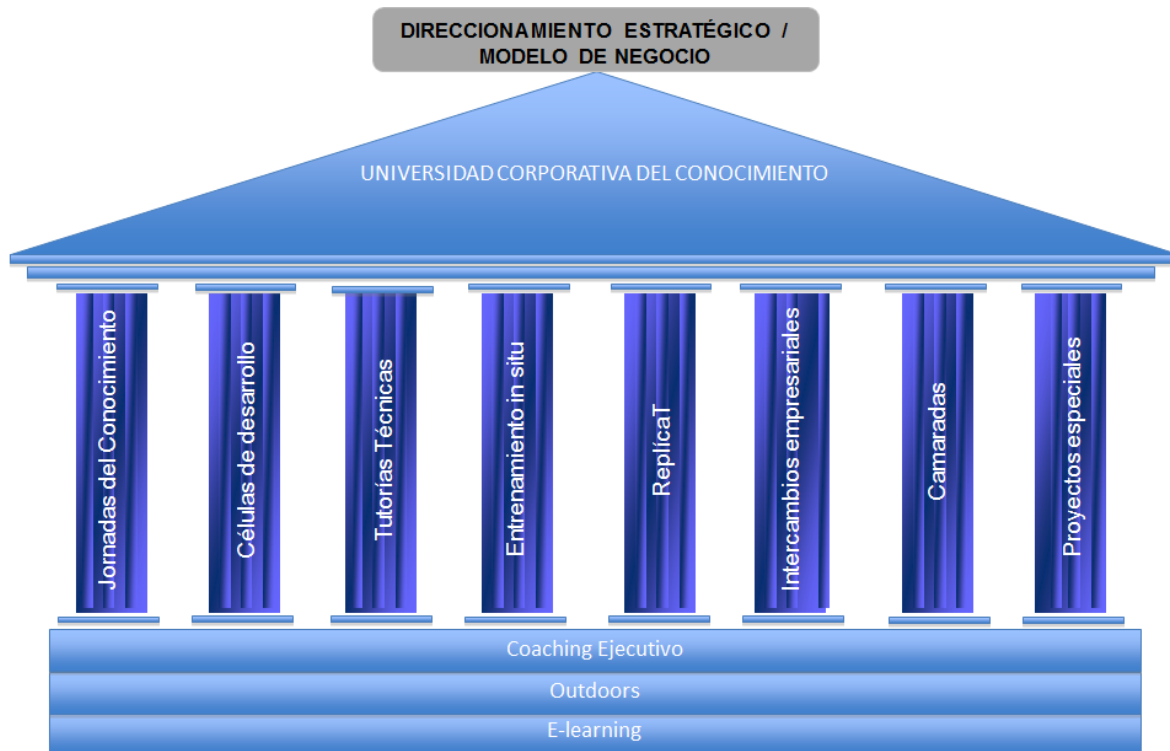 DIRECCIONAMIENTO ESTRATÉGICO /
MODELO DE NEGOCIO
UNIVERSIDAD CORPORATIVA DEL CONOCIMIENTO
Jornadas del Conocimiento
Células de desarrollo
Tutorías Técnicas
Entrenamiento in situ
ReplícaT
Intercambios empresariales
Camaradas
Proyectos especiales
Coaching Ejecutivo
Outdoors
E-learning